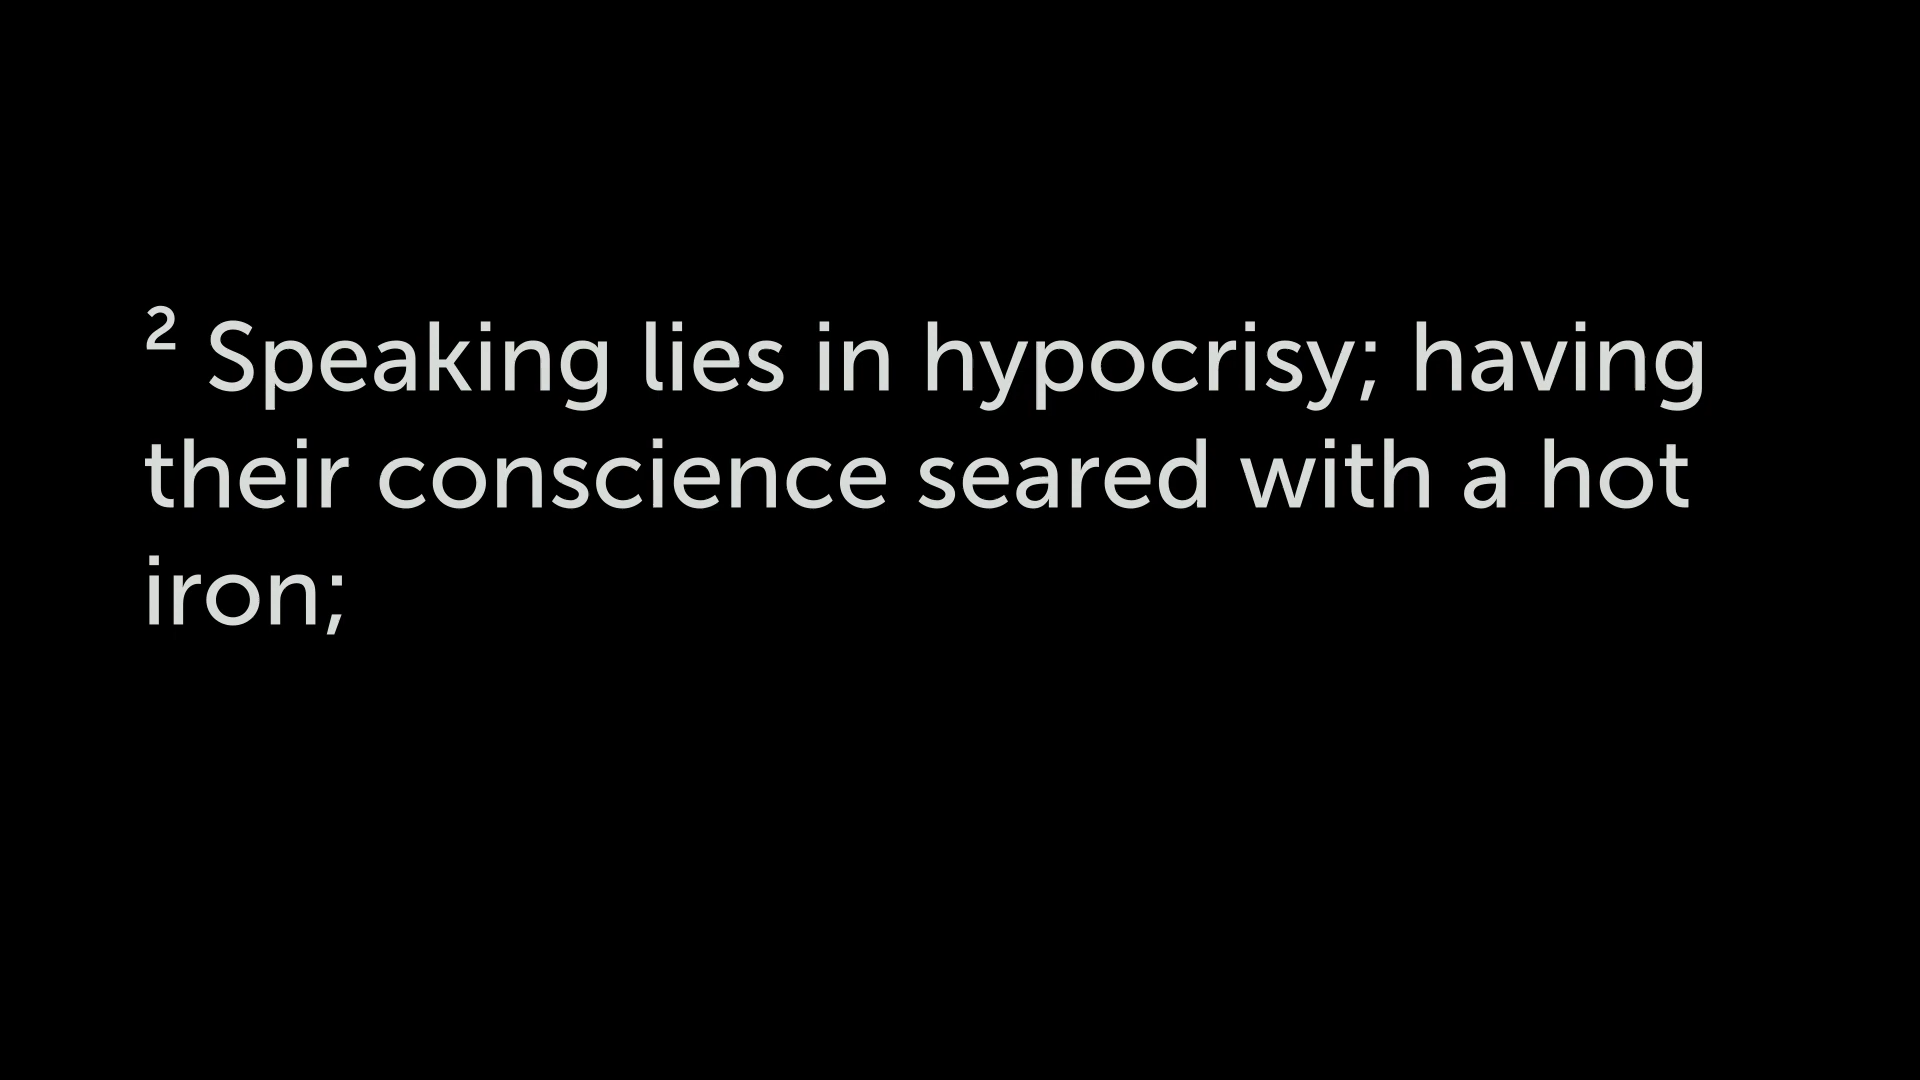 ² Speaking lies in hypocrisy; having
their conscience seared with a hot
iron;